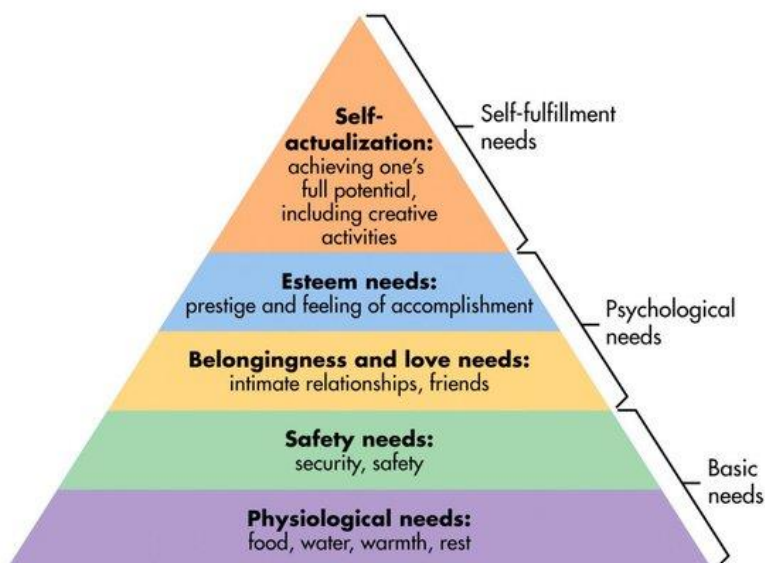 Self-
actualization:
achieving one's
full potential,
including creative
activities
Self-fulfillment
needs
Esteem needs:
prestige and feeling of accomplishment
Psychological
needs
Belongingness and love needs:
intimate relationships, friends
Safety needs:
security, safety
Basic
needs
Physiological needs:
food, water, warmth, rest